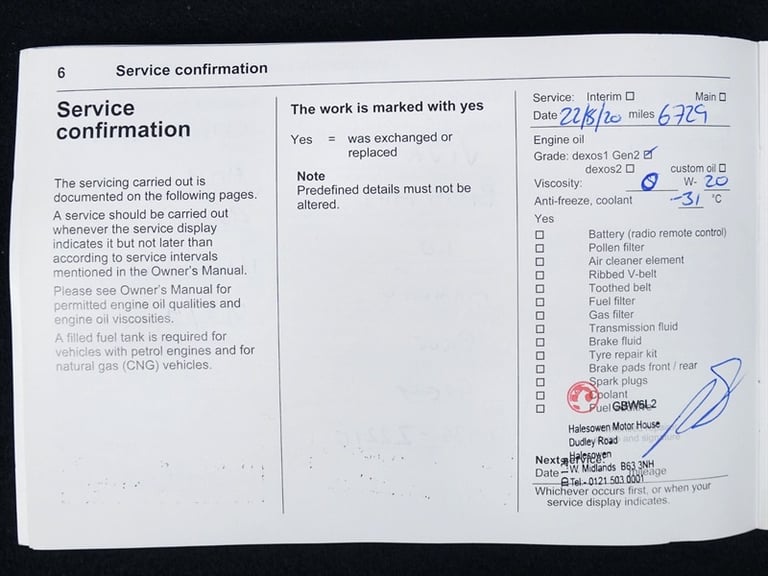 6 Service confirmation
Service
confirmation
The servicing carried out is
documented on the following pages.
A service should be carried out
whenever the service display
indicates it but not later than
according to service intervals
mentioned in the Owner's Manual.
Please see Owner's Manual for
permitted engine oil qualities and
engine oil viscosities.
A filled fuel tank is required for
vehicles with petrol engines and for
natural gas (CNG) vehicles.
The work is marked with yes
Yes = was exchanged or
replaced
Note
Predefined details must not be
altered.
Service: Interim ☐ Main ☐
Date 22/8/20 miles 6729
Engine oil
Grade: dexos1 Gen2 ☑
dexos2 ☐ custom oil ☐
Viscosity: 0 W- 20
Anti-freeze, coolant -31 °C
Yes
☐ Battery (radio remote control)
☐ Pollen filter
☐ Air cleaner element
☐ Ribbed V-belt
☐ Toothed belt
☐ Fuel filter
☐ Gas filter
☐ Transmission fluid
☐ Brake fluid
☐ Tyre repair kit
☐ Brake pads front / rear
☐ Spark plugs
☐ Coolant
☐ Fuel
GBW6L2
Halesowen Motor House
Dudley Road
and signature
Halesowen
Next service:
W. Midlands B63 3NH
Date mileage
Tel:- 0121 503 0001
Whichever occurs first, or when your
service display indicates.